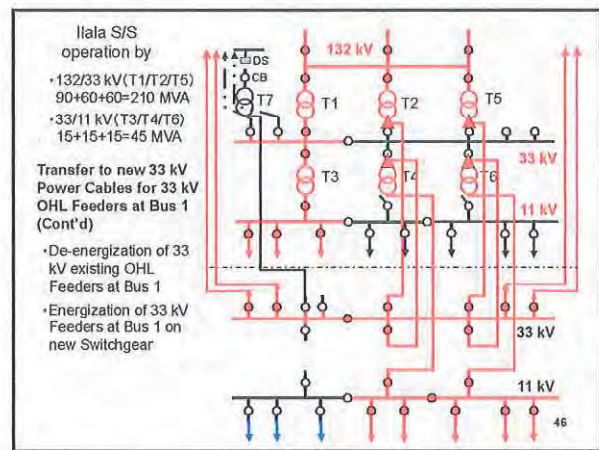 Ilala S/S
operation by
•132/33 kV(T1/T2/T5)
90+60+60=210 MVA
•33/11 kV(T3/T4/T6)
15+15+15=45 MVA
Transfer to new 33 kV
Power Cables for 33 kV
OHL Feeders at Bus 1
(Cont'd)
•De-energization of 33
kV existing OHL
Feeders at Bus 1
•Energization of 33 kV
Feeders at Bus 1 on
new Switchgear
132 kV
DS
CB
T7
T1
T2
T5
33 kV
T3
T4
T6
11 kV
33 kV
11 kV
46